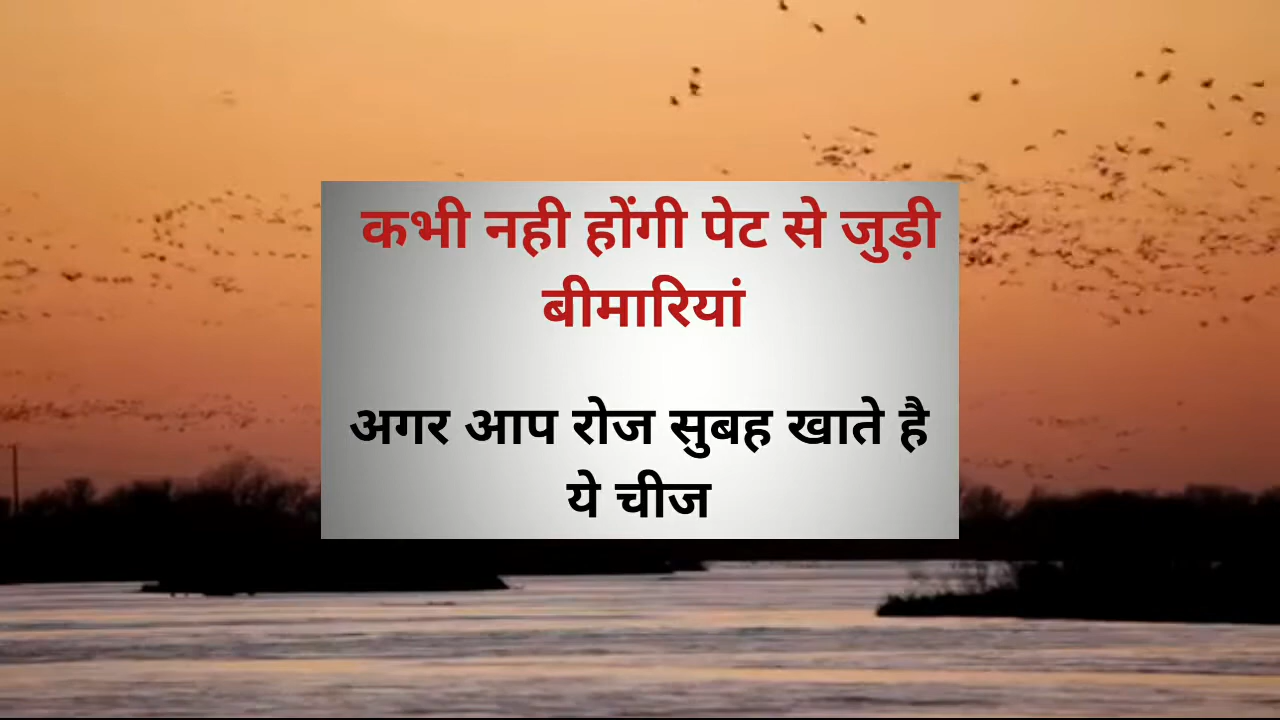 कभी नही होंगी पेट से जुड़ी
बीमारियां
अगर आप रोज सुबह खाते है
ये चीज